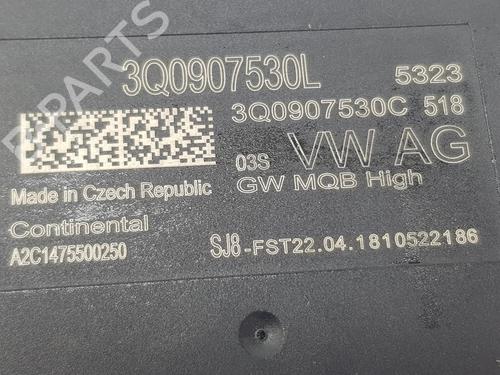 3Q0907530L 5323
3Q0907530C 518
03S VW AG
GW MQB High
Made in Czech Republic
Continental
A2C1475500250
SJ8-FST22.04.1810522186
B-PARTS